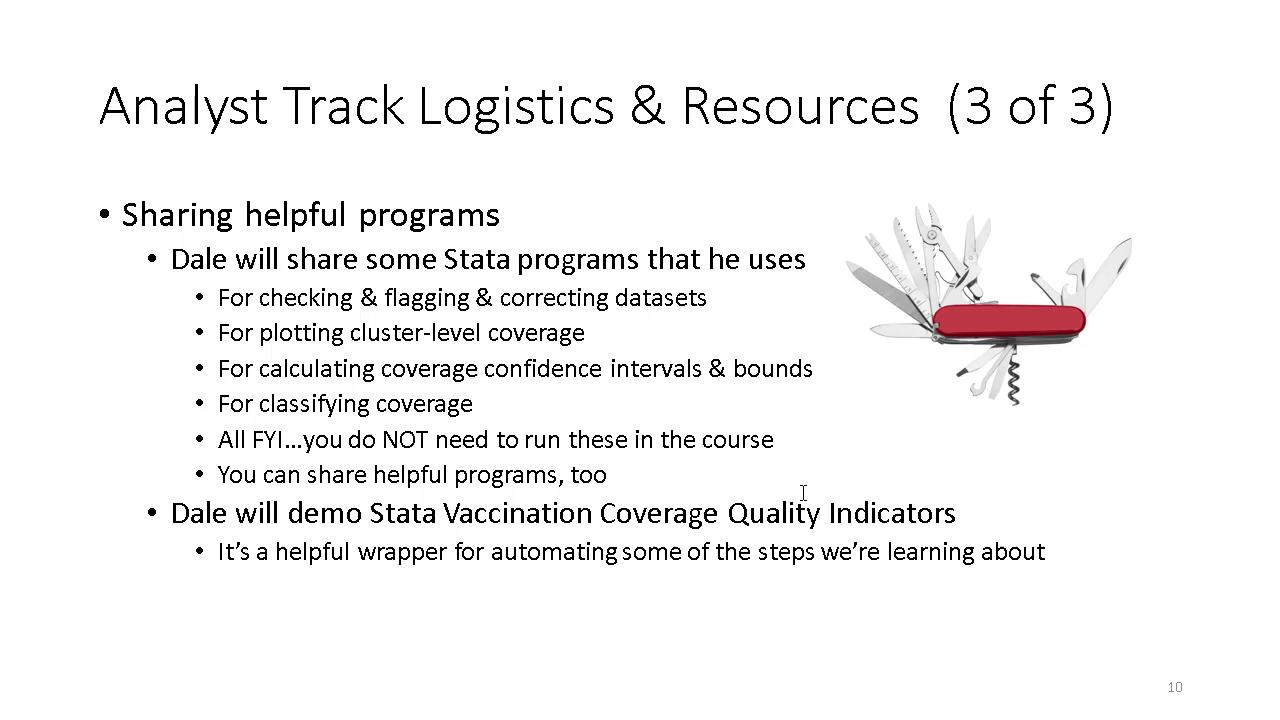 Analyst Track Logistics & Resources (3 of 3)
• Sharing helpful programs
• Dale will share some Stata programs that he uses
• For checking & flagging & correcting datasets
• For plotting cluster-level coverage
• For calculating coverage confidence intervals & bounds
• For classifying coverage
• All FYI…you do NOT need to run these in the course
• You can share helpful programs, too
• Dale will demo Stata Vaccination Coverage Quality Indicators
• It’s a helpful wrapper for automating some of the steps we’re learning about
10